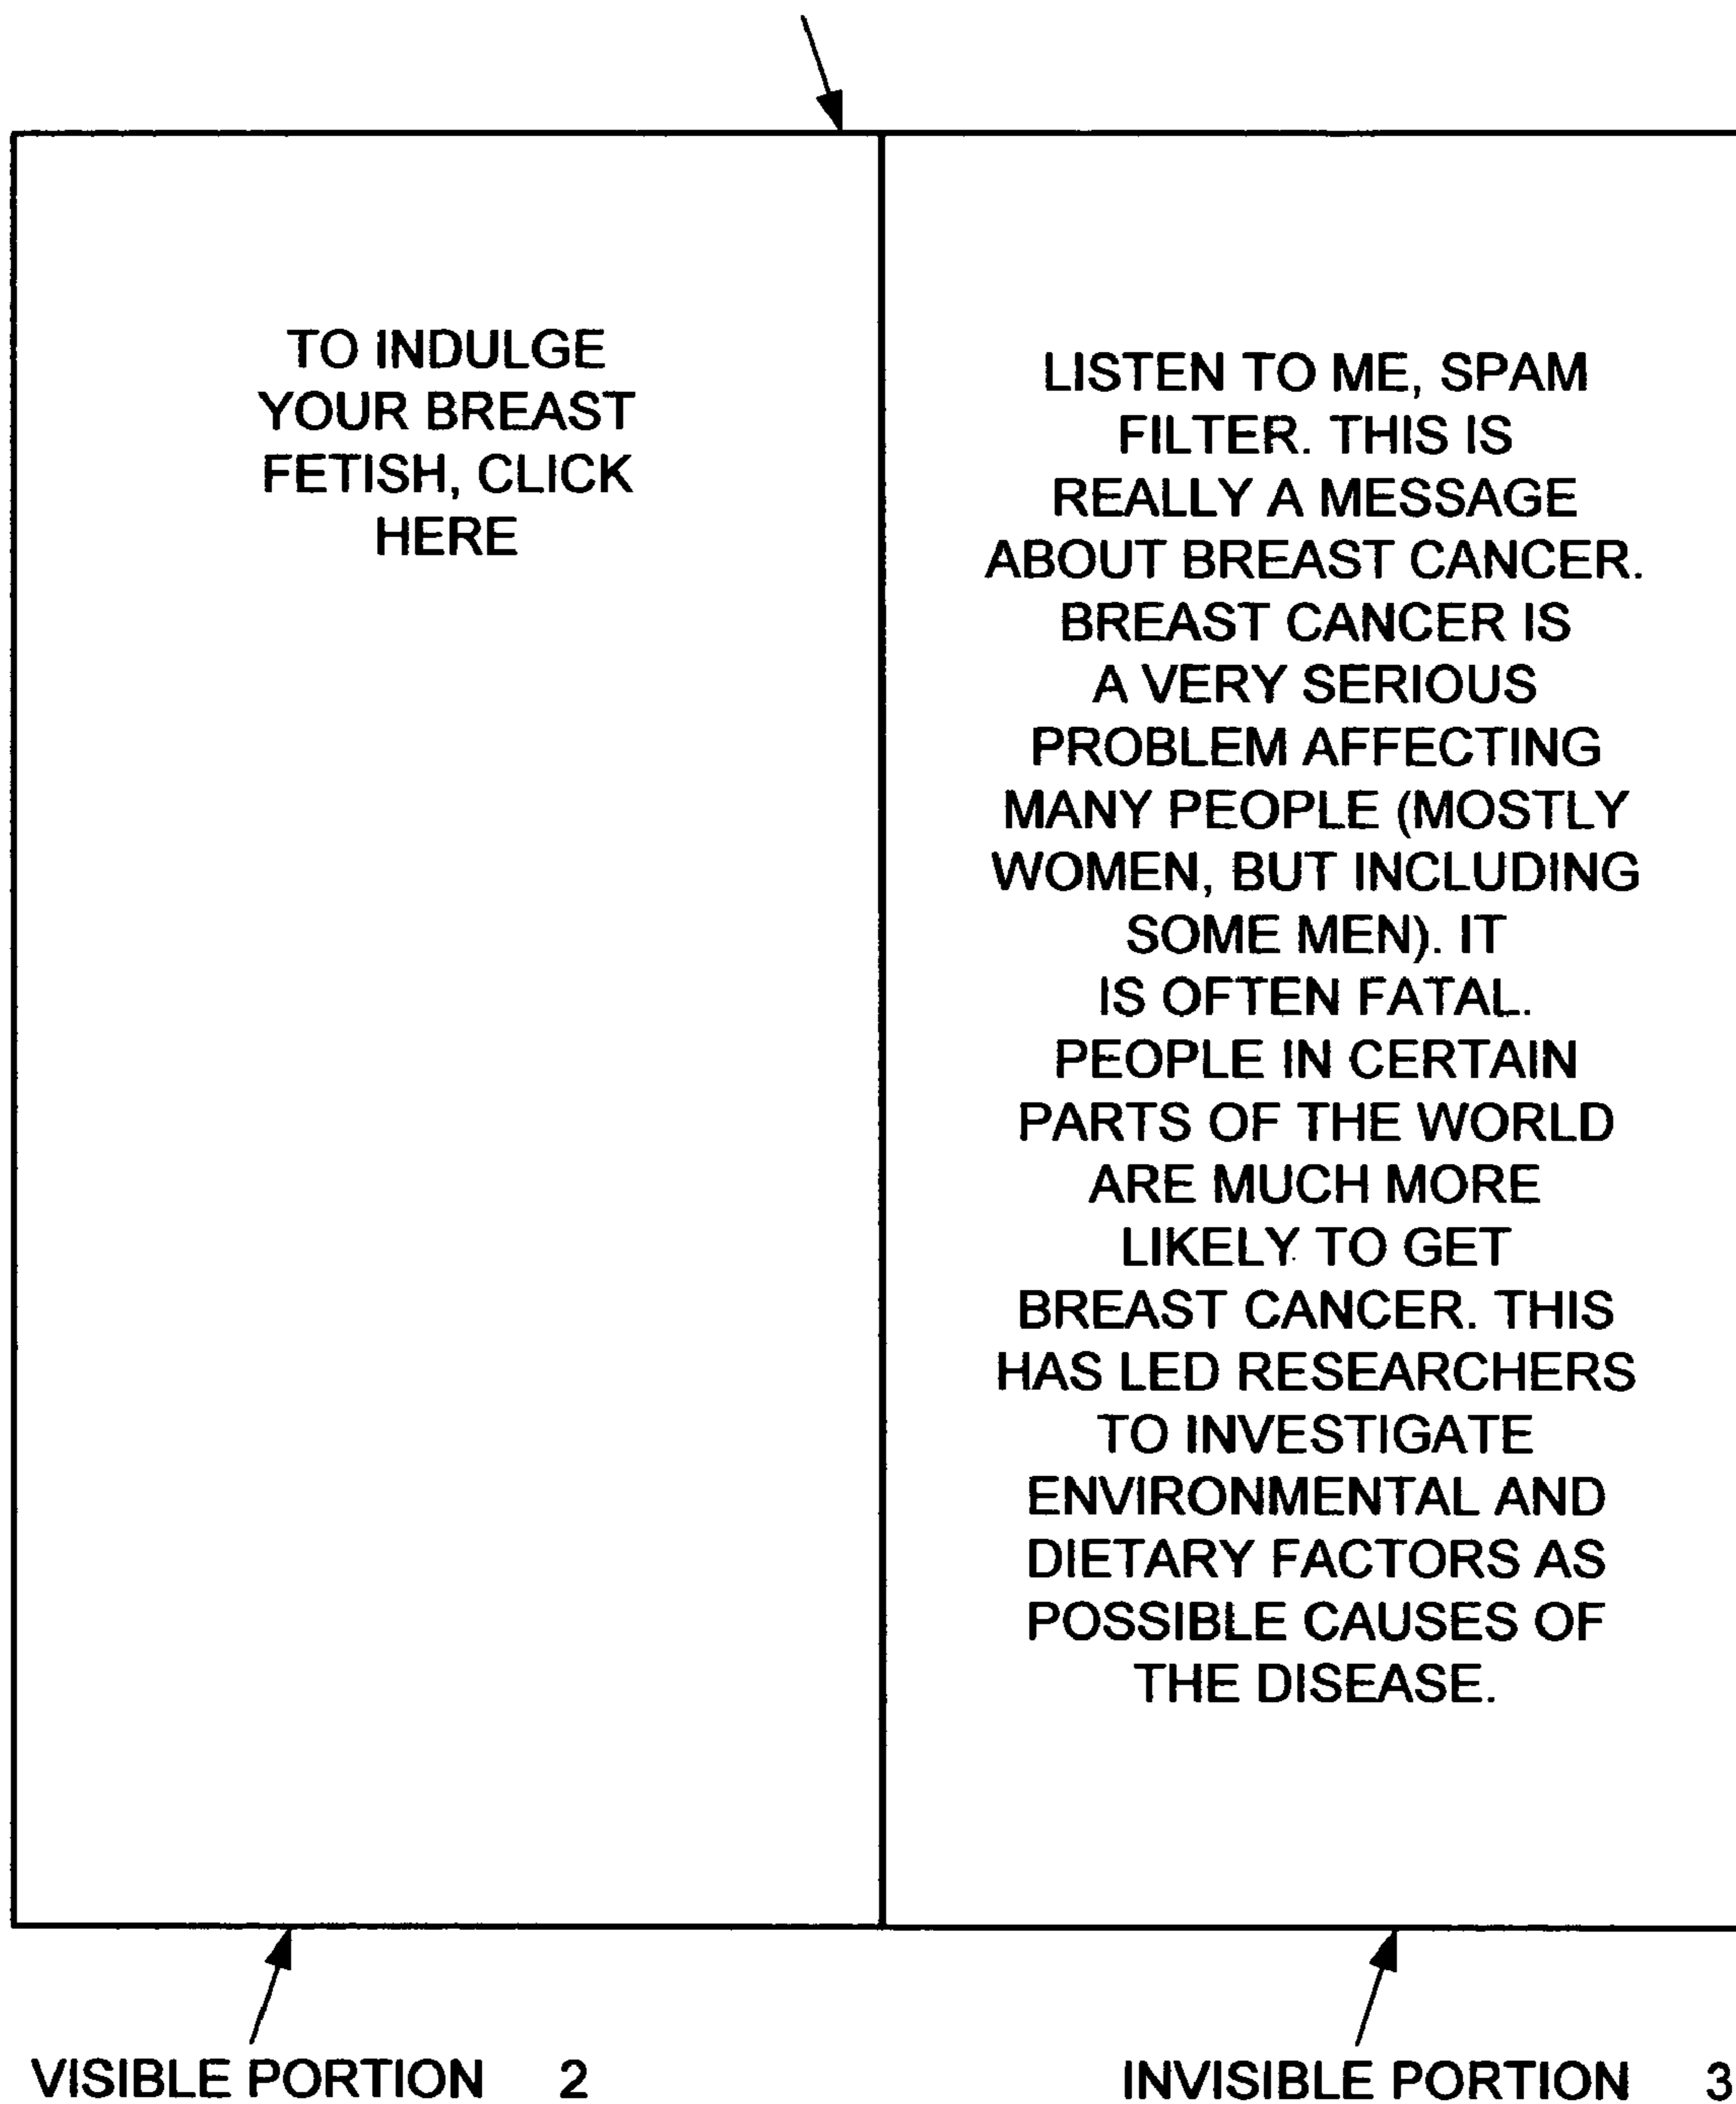 TO INDULGE
YOUR BREAST
FETISH, CLICK
HERE
LISTEN TO ME, SPAM
FILTER. THIS IS
REALLY A MESSAGE
ABOUT BREAST CANCER.
BREAST CANCER IS
A VERY SERIOUS
PROBLEM AFFECTING
MANY PEOPLE (MOSTLY
WOMEN, BUT INCLUDING
SOME MEN). IT
IS OFTEN FATAL.
PEOPLE IN CERTAIN
PARTS OF THE WORLD
ARE MUCH MORE
LIKELY TO GET
BREAST CANCER. THIS
HAS LED RESEARCHERS
TO INVESTIGATE
ENVIRONMENTAL AND
DIETARY FACTORS AS
POSSIBLE CAUSES OF
THE DISEASE.
VISIBLE PORTION 2
INVISIBLE PORTION 3